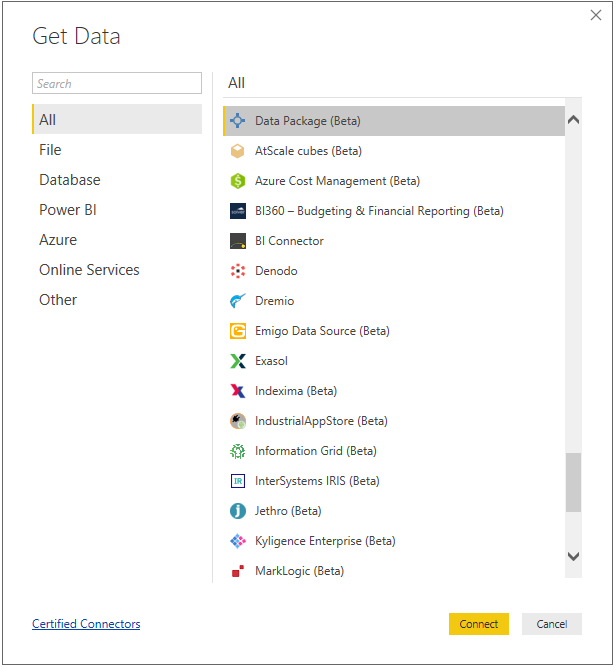 Get Data
Search
All
File
Database
Power BI
Azure
Online Services
Other
All
Data Package (Beta)
AtScale cubes (Beta)
Azure Cost Management (Beta)
BI360 – Budgeting & Financial Reporting (Beta)
BI Connector
Denodo
Dremio
Emigo Data Source (Beta)
Exasol
Indexima (Beta)
IndustrialAppStore (Beta)
Information Grid (Beta)
InterSystems IRIS (Beta)
Jethro (Beta)
Kyligence Enterprise (Beta)
MarkLogic (Beta)
Certified Connectors
Connect
Cancel